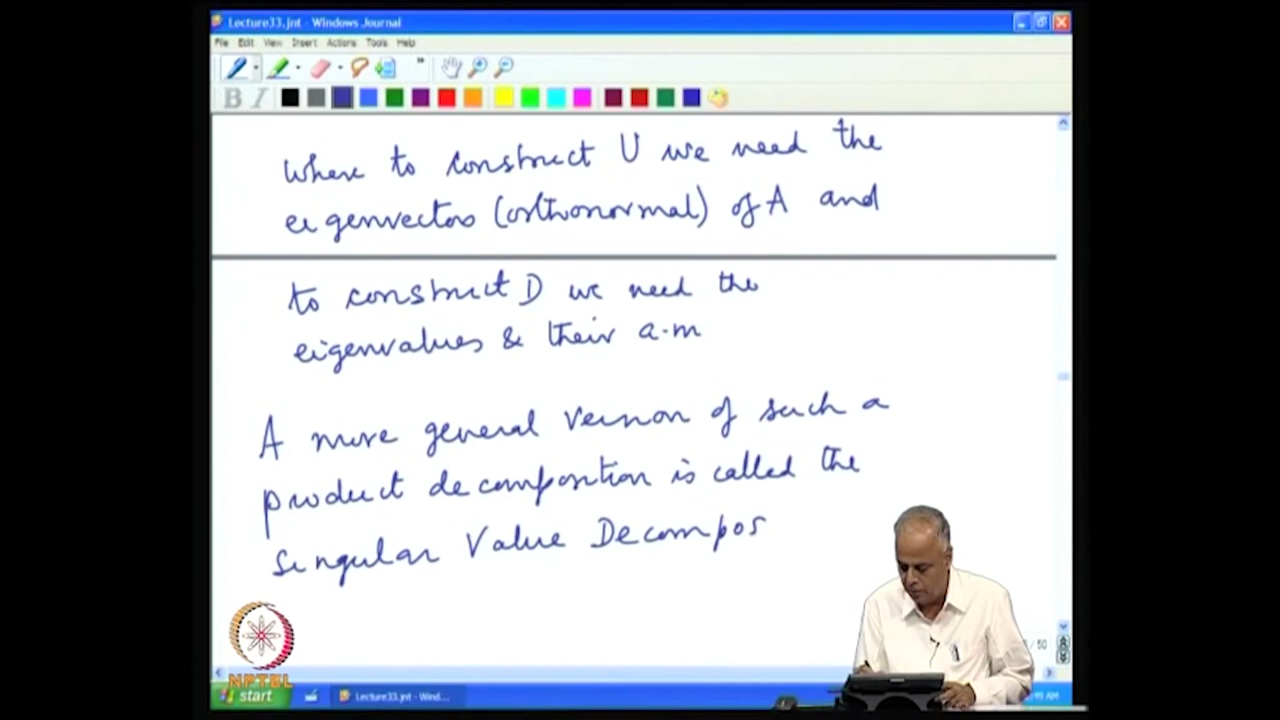 Lecture33.jnt - Windows Journal
File Edit View Insert Actions Tools Help
B I
where to construct U we need the
eigenvectors (orthonormal) of A and
to construct D we need the
eigenvalues & their a.m
A more general version of such a
product decomposition is called the
Singular Value Decompos
/ 50
NPTEL
start
Lecture33.jnt - Wind...